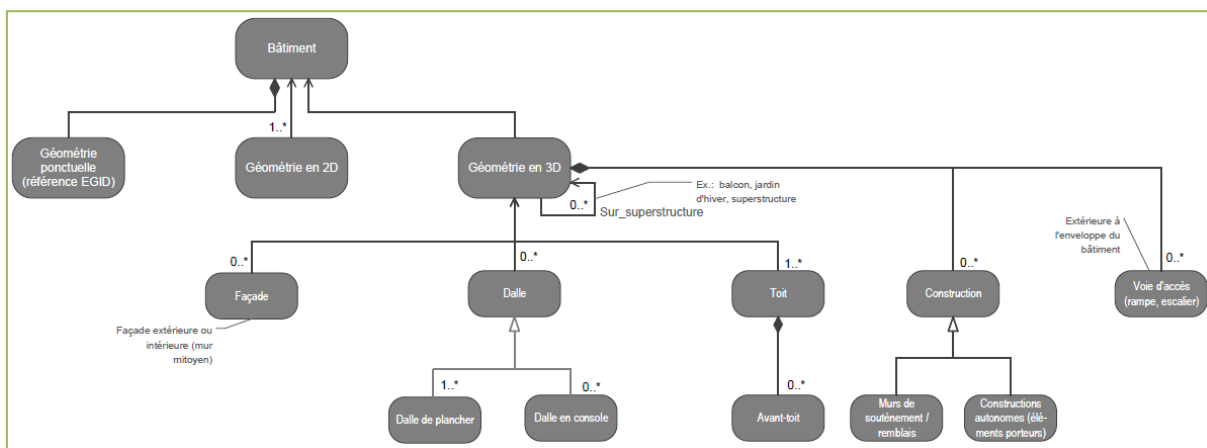 Bâtiment
1..*
Géométrie
ponctuelle
(référence EGID)
Géométrie en 2D
Géométrie en 3D
0..*
Sur_superstructure
Ex.: balcon, jardin
d'hiver, superstructure
Extérieure à
l'enveloppe du
bâtiment
0..*
0..*
1..*
0..*
0..*
Façade
Dalle
Toit
Construction
Voie d'accès
(rampe, escalier)
Façade extérieure ou
intérieure (mur
mitoyen)
1..*
0..*
0..*
Dalle de plancher
Dalle en console
Avant-toit
Murs de
soutènement /
remblais
Constructions
autonomes (élé-
ments porteurs)